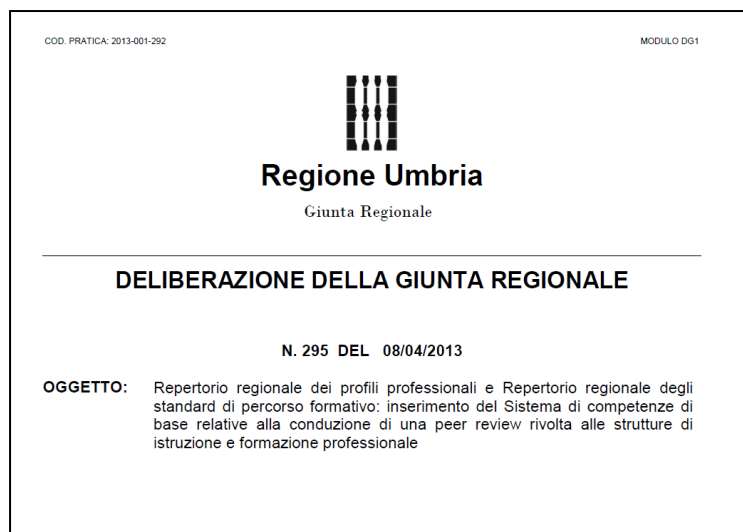 COD. PRATICA: 2013-001-292 MODULO DG1
Regione Umbria
Giunta Regionale
DELIBERAZIONE DELLA GIUNTA REGIONALE
N. 295 DEL 08/04/2013
OGGETTO: Repertorio regionale dei profili professionali e Repertorio regionale degli
standard di percorso formativo: inserimento del Sistema di competenze di
base relative alla conduzione di una peer review rivolta alle strutture di
istruzione e formazione professionale